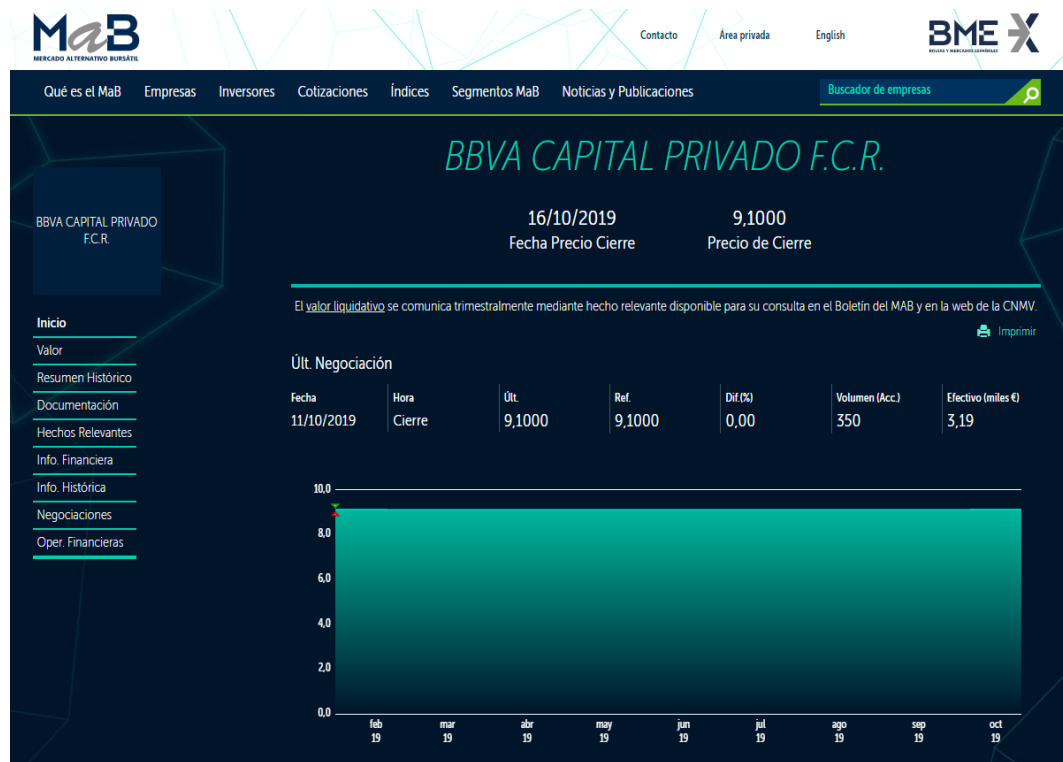 MaB
MERCADO ALTERNATIVO BURSÁTIL
Contacto Área privada English
BME X
BOLSAS Y MERCADOS ESPAÑOLES
Qué es el MaB Empresas Inversores Cotizaciones Índices Segmentos MaB Noticias y Publicaciones Buscador de empresas
BBVA CAPITAL PRIVADO F.C.R.
BBVA CAPITAL PRIVADO
F.C.R.
16/10/2019 9,1000
Fecha Precio Cierre Precio de Cierre
El valor liquidativo se comunica trimestralmente mediante hecho relevante disponible para su consulta en el Boletín del MAB y en la web de la CNMV.
Imprimir
Inicio
Valor
Resumen Histórico
Documentación
Hechos Relevantes
Info. Financiera
Info. Histórica
Negociaciones
Oper. Financieras
Últ. Negociación
Fecha Hora Últ. Ref. Dif.(%) Volumen (Acc.) Efectivo (miles €)
11/10/2019 Cierre 9,1000 9,1000 0,00 350 3,19
10,0
8,0
6,0
4,0
2,0
0,0
feb mar abr may jun jul ago sep oct
19 19 19 19 19 19 19 19 19